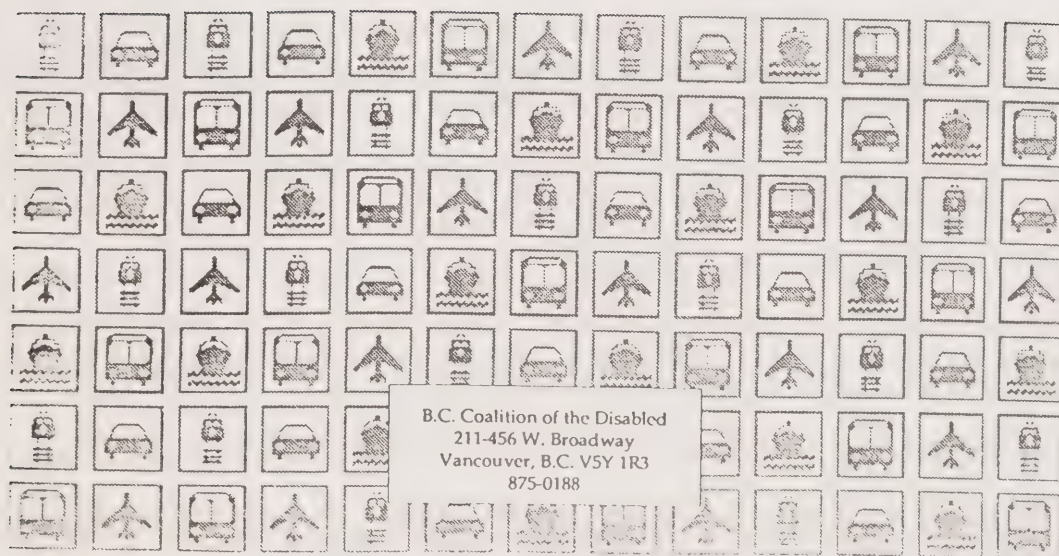 B.C. Coalition of the Disabled
211-456 W. Broadway
Vancouver, B.C. V5Y 1R3
875-0188